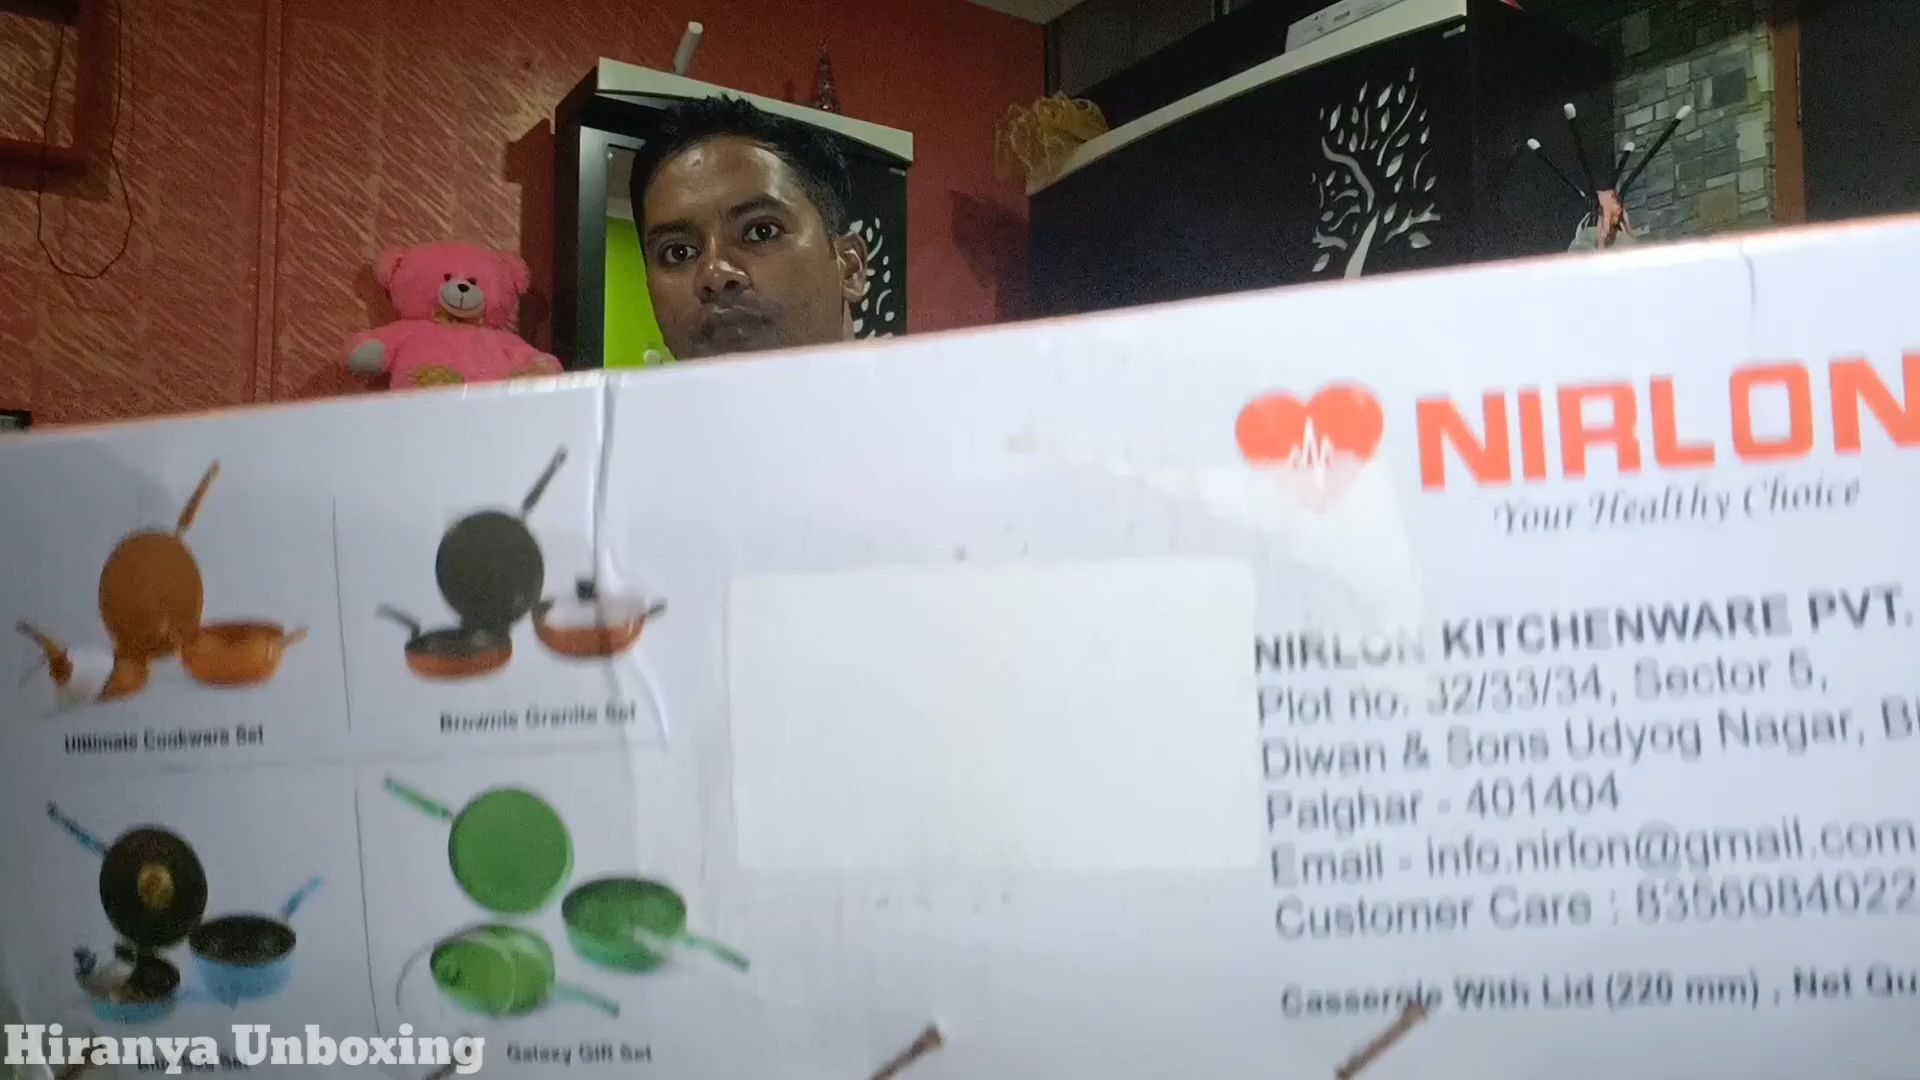 NIRLON
Your Healthy Choice
NIRLON KITCHENWARE PVT.
Plot no. 32/33/34, Sector 5,
Diwan & Sons Udyog Nagar,
Palghar - 401404
Email - info.nirlon@gmail.com
Customer Care : 8356084022
Casserole With Lid (220 mm) , Net Qu
Ultimate Cookware Set
Brownie Granite Set
Galaxy Gift Set
Hiranya Unboxing